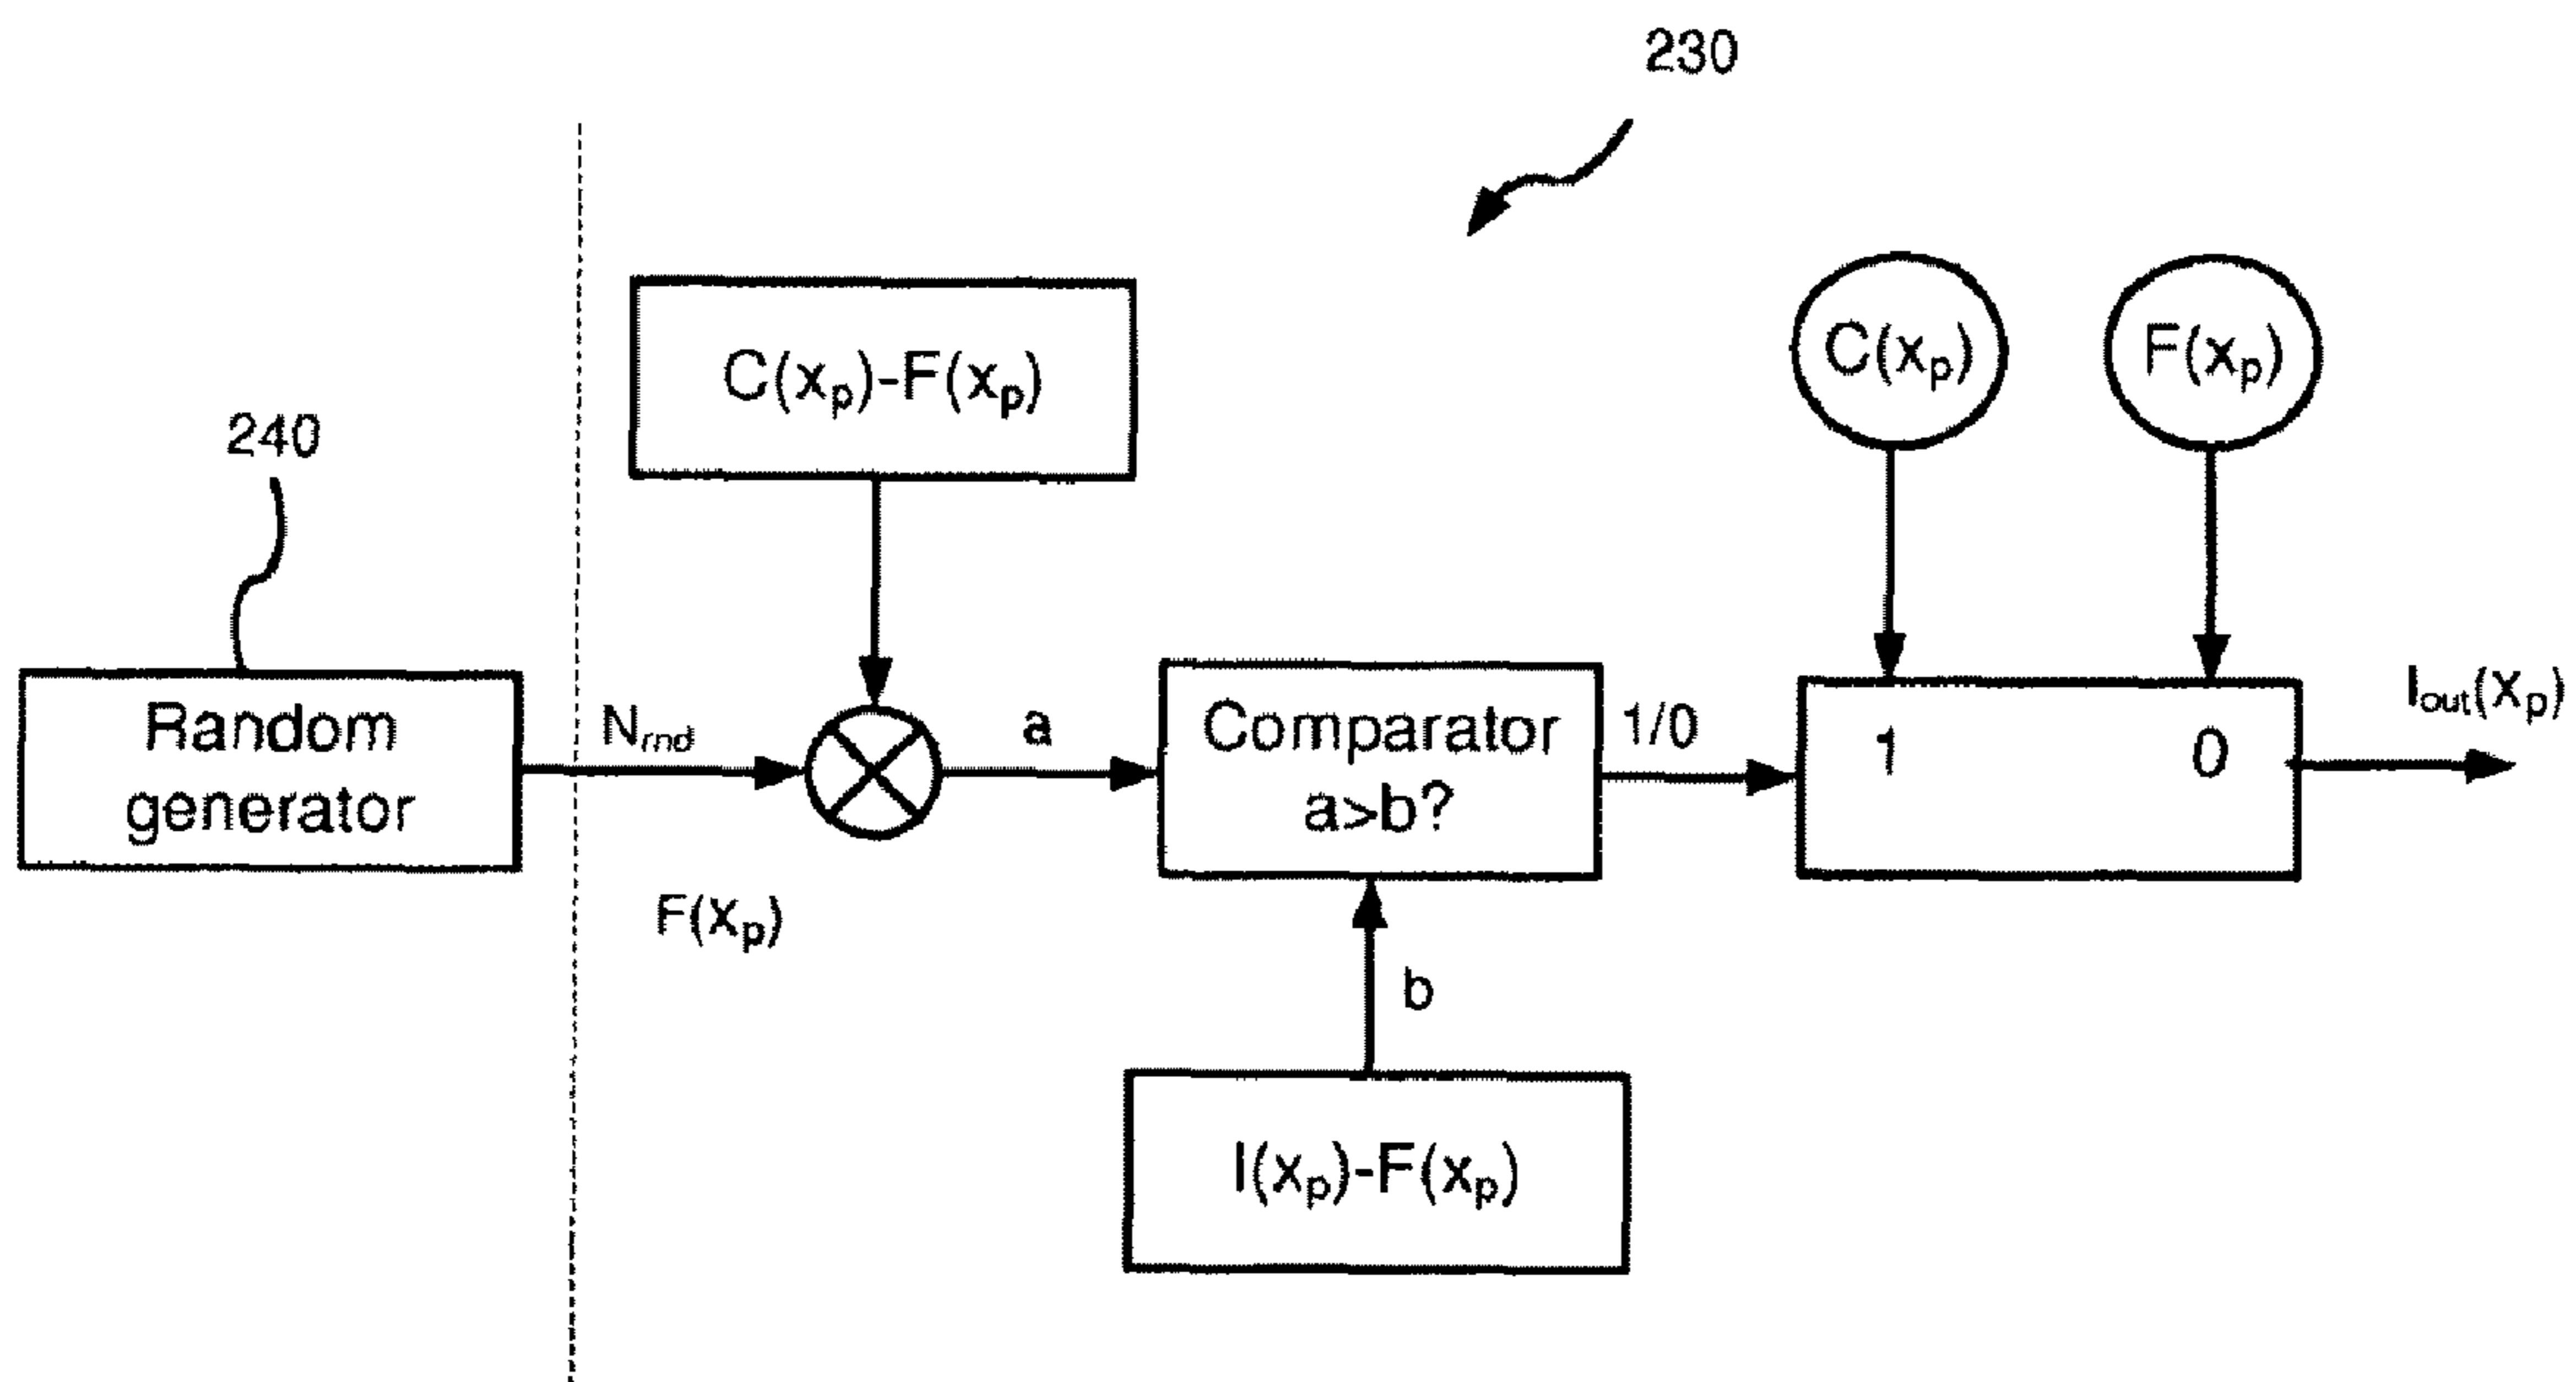 230
C(xp)-F(xp)
C(xp)
F(xp)
240
Random
generator
Nrnd
a
Comparator
a>b?
1/0
1
0
Iout(xp)
F(xp)
b
I(xp)-F(xp)